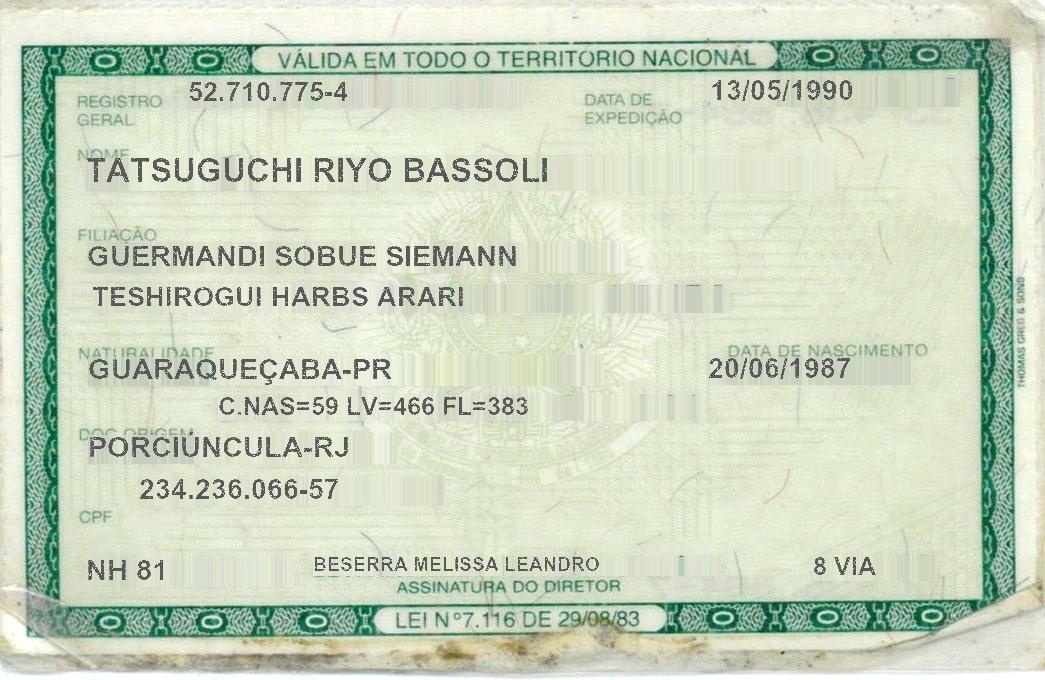 VÁLIDA EM TODO O TERRITÓRIO NACIONAL
REGISTRO GERAL 52.710.775-4 DATA DE EXPEDIÇÃO 13/05/1990
NOME
TATSUGUCHI RIYO BASSOLI
FILIAÇÃO
GUERMANDI SOBUE SIEMANN
TESHIROGUI HARBS ARARI
NATURALIDADE DATA DE NASCIMENTO
GUARAQUEÇABA-PR 20/06/1987
C.NAS=59 LV=466 FL=383
DOC ORIGEM
PORCIÚNCULA-RJ
234.236.066-57
CPF
NH 81 BESERRA MELISSA LEANDRO 8 VIA
ASSINATURA DO DIRETOR
LEI Nº7.116 DE 29/08/83
THOMAS GREG & SONS